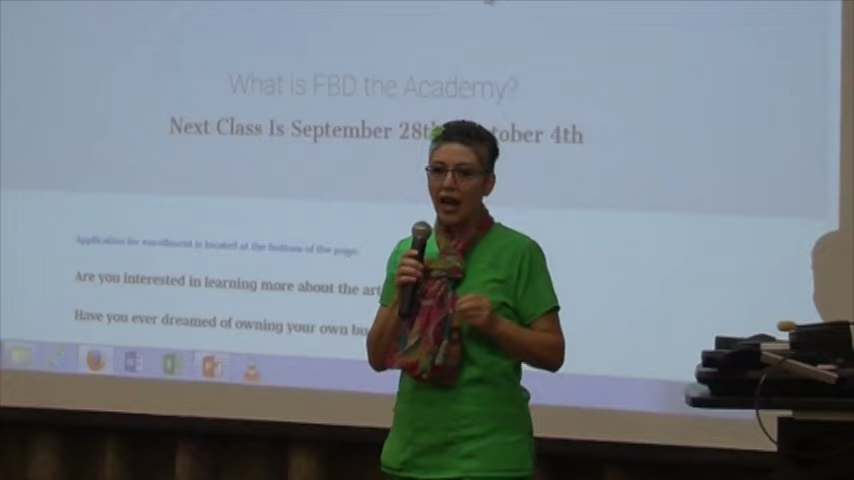 What is FBD the Academy?
Next Class Is September 28th October 4th
Application for enrollment is located at the bottom of the page.
Are you interested in learning more about the art
Have you ever dreamed of owning your own bu